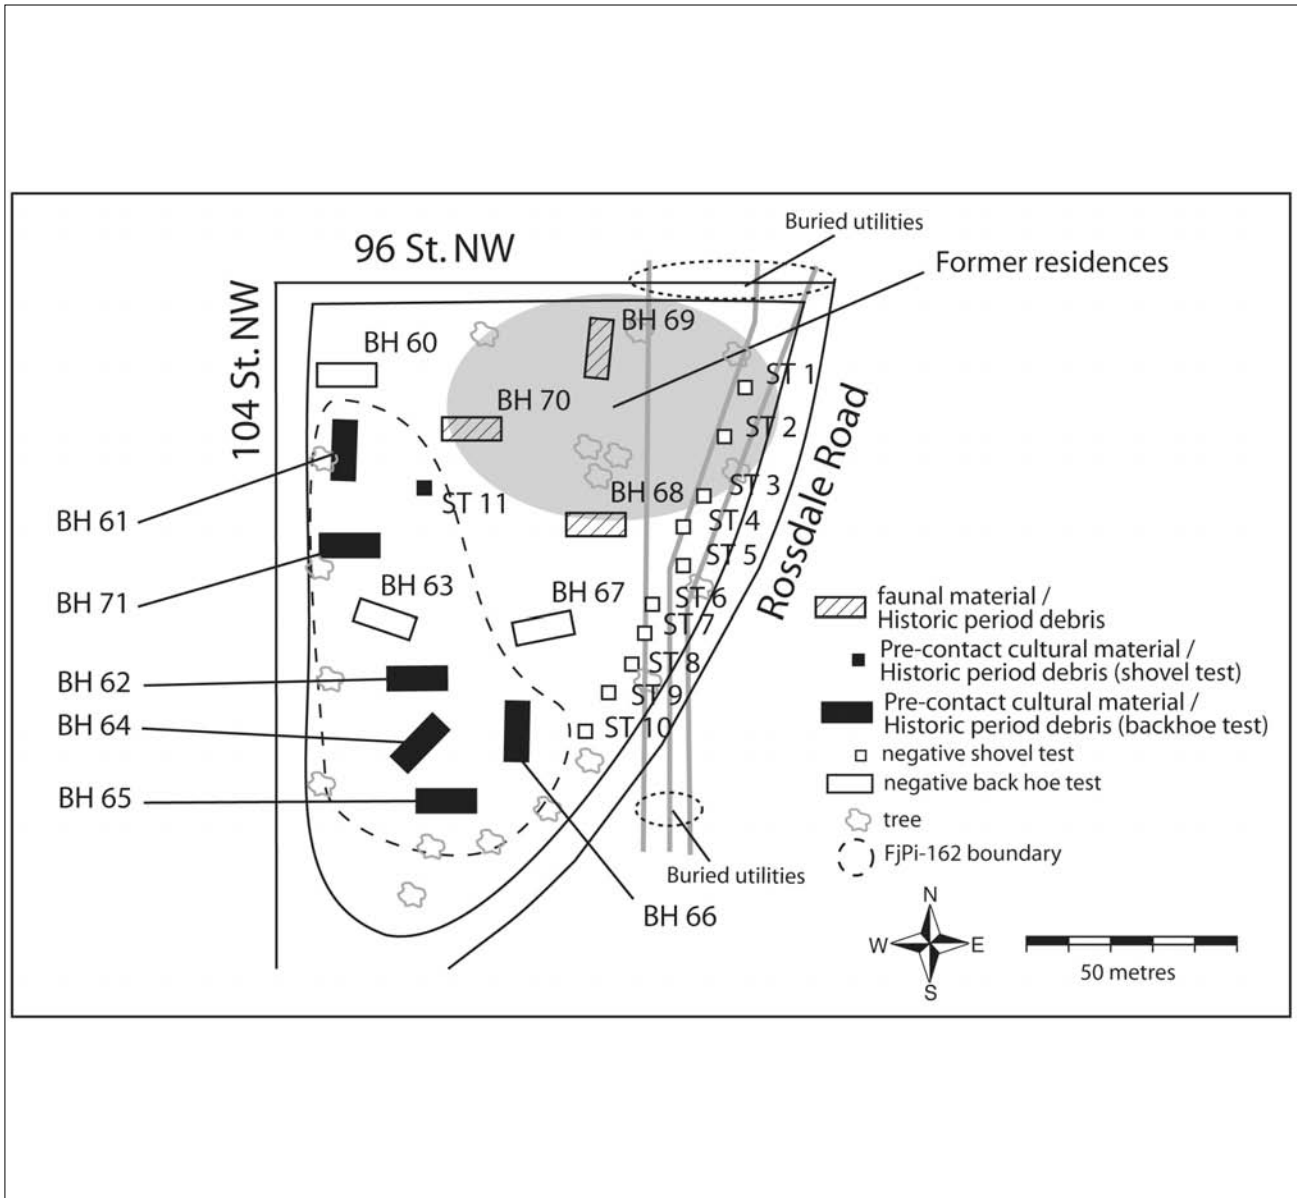 Buried utilities
96 St. NW
Former residences
104 St. NW
BH 69
BH 60
ST 1
BH 70
ST 2
Rossdale Road
BH 68
ST 3
ST 11
BH 61
ST 4
ST 5
BH 71
BH 63
BH 67
ST 6
ST 7
BH 62
ST 8
ST 9
BH 64
ST 10
BH 65
BH 66
Buried utilities
faunal material /
Historic period debris
Pre-contact cultural material /
Historic period debris (shovel test)
Pre-contact cultural material /
Historic period debris (backhoe test)
negative shovel test
negative back hoe test
tree
FjPi-162 boundary
N
W
E
S
50 metres